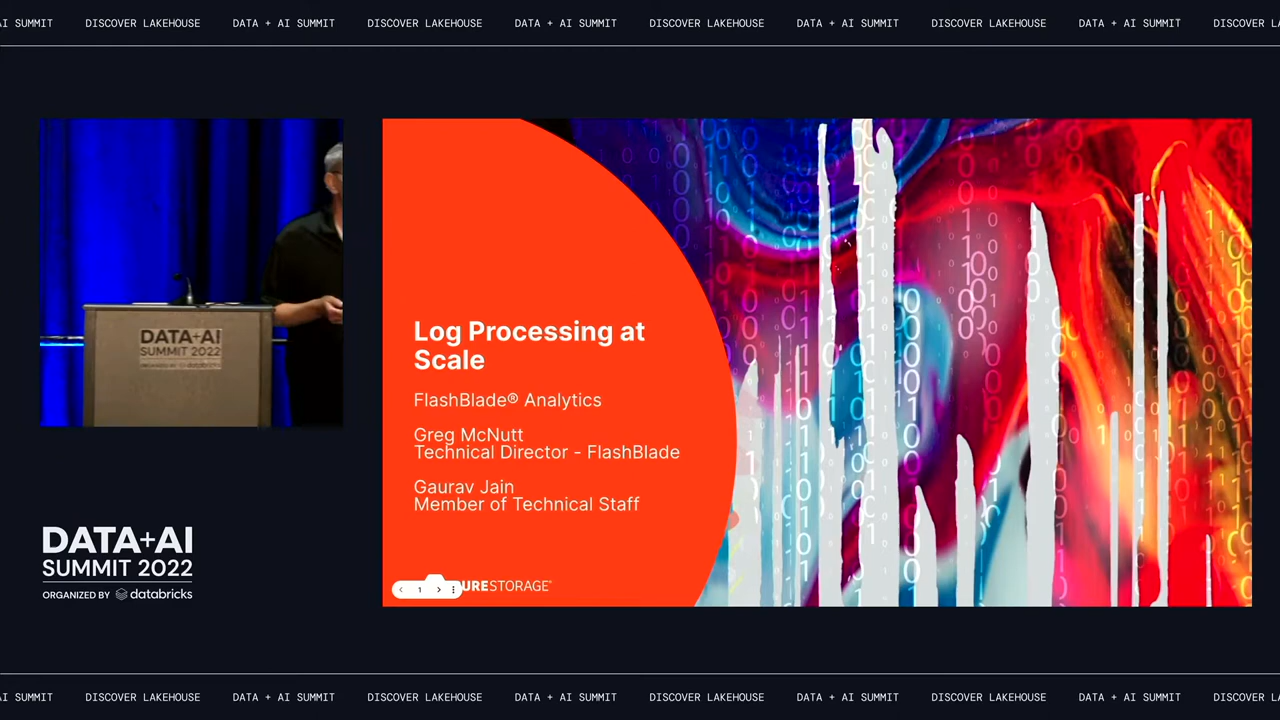 AI SUMMIT DISCOVER LAKEHOUSE DATA + AI SUMMIT DISCOVER LAKEHOUSE DATA + AI SUMMIT DISCOVER LAKEHOUSE DATA + AI SUMMIT DISCOVER LAKEHOUSE DATA + AI SUMMIT DISCOVER
DATA+AI
SUMMIT 2022
Log Processing at
Scale
FlashBlade® Analytics
Greg McNutt
Technical Director - FlashBlade
Gaurav Jain
Member of Technical Staff
1
URESTORAGE
DATA+AI
SUMMIT 2022
ORGANIZED BY databricks
AI SUMMIT DISCOVER LAKEHOUSE DATA + AI SUMMIT DISCOVER LAKEHOUSE DATA + AI SUMMIT DISCOVER LAKEHOUSE DATA + AI SUMMIT DISCOVER LAKEHOUSE DATA + AI SUMMIT DISCOVER